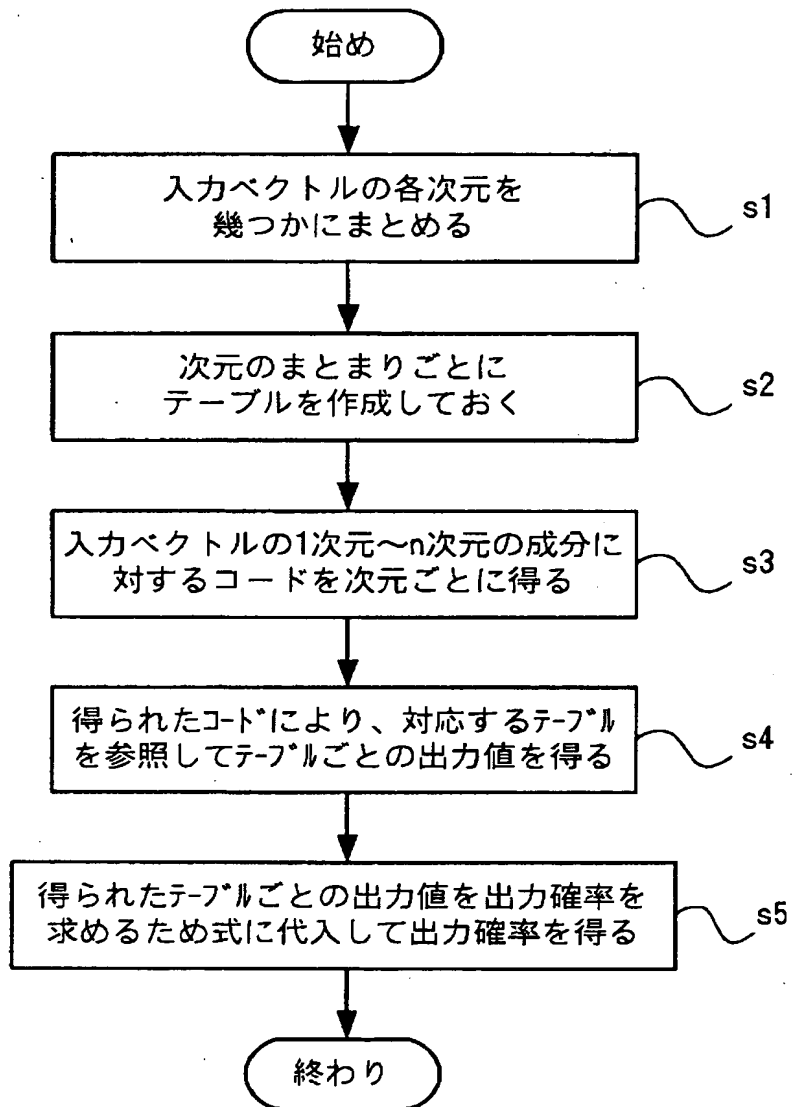 始め
入力ベクトルの各次元を
幾つかにまとめる
s1
次元のまとまりごとに
テーブルを作成しておく
s2
入力ベクトルの1次元～n次元の成分に
対するコードを次元ごとに得る
s3
得られたｺｰﾄﾞにより、対応するﾃｰﾌﾞﾙ
を参照してﾃｰﾌﾞﾙごとの出力値を得る
s4
得られたﾃｰﾌﾞﾙごとの出力値を出力確率を
求めるため式に代入して出力確率を得る
s5
終わり